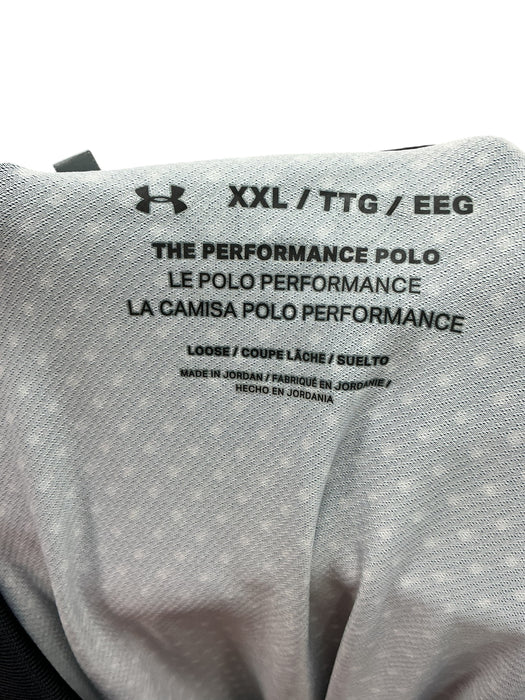 XXL / TTG / EEG
THE PERFORMANCE POLO
LE POLO PERFORMANCE
LA CAMISA POLO PERFORMANCE
LOOSE / COUPE LÂCHE / SUELTO
MADE IN JORDAN / FABRIQUÉ EN JORDANIE /
HECHO EN JORDANIA